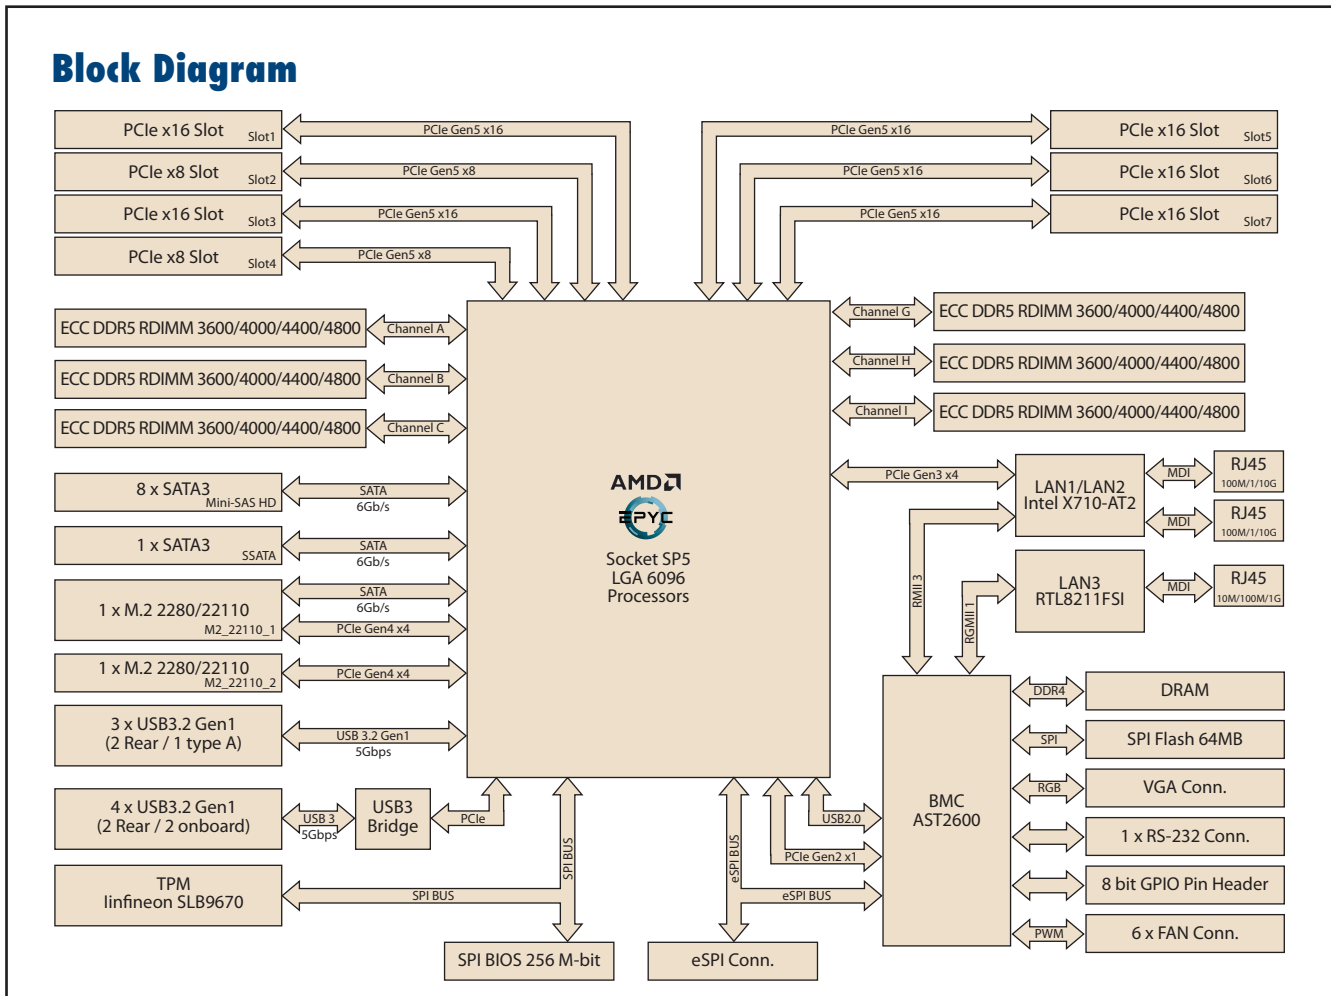 Block Diagram
PCIe x16 Slot Slot1
PCIe Gen5 x16
PCIe x8 Slot Slot2
PCIe Gen5 x8
PCIe x16 Slot Slot3
PCIe Gen5 x16
PCIe x8 Slot Slot4
PCIe Gen5 x8
PCIe Gen5 x16
PCIe x16 Slot Slot5
PCIe Gen5 x16
PCIe x16 Slot Slot6
PCIe Gen5 x16
PCIe x16 Slot Slot7
ECC DDR5 RDIMM 3600/4000/4400/4800
Channel A
ECC DDR5 RDIMM 3600/4000/4400/4800
Channel B
ECC DDR5 RDIMM 3600/4000/4400/4800
Channel C
Channel G
ECC DDR5 RDIMM 3600/4000/4400/4800
Channel H
ECC DDR5 RDIMM 3600/4000/4400/4800
Channel I
ECC DDR5 RDIMM 3600/4000/4400/4800
8 x SATA3
Mini-SAS HD
SATA
6Gb/s
1 x SATA3
SSATA
SATA
6Gb/s
1 x M.2 2280/22110
M2_22110_1
SATA
6Gb/s
PCIe Gen4 x4
1 x M.2 2280/22110
M2_22110_2
PCIe Gen4 x4
3 x USB3.2 Gen1
(2 Rear / 1 type A)
USB 3.2 Gen1
5Gbps
4 x USB3.2 Gen1
(2 Rear / 2 onboard)
USB 3
5Gbps
USB3
Bridge
PCIe
TPM
Iinfineon SLB9670
SPI BUS
SPI BUS
SPI BIOS 256 M-bit
AMD
EPYC
Socket SP5
LGA 6096
Processors
PCIe Gen3 x4
LAN1/LAN2
Intel X710-AT2
MDI
RJ45
100M/1/10G
MDI
RJ45
100M/1/10G
RMII 3
LAN3
RTL8211FSI
MDI
RJ45
10M/100M/1G
RGMII 1
BMC
AST2600
USB2.0
PCIe Gen2 x1
eSPI BUS
eSPI BUS
eSPI Conn.
DDR4
DRAM
SPI
SPI Flash 64MB
RGB
VGA Conn.
1 x RS-232 Conn.
8 bit GPIO Pin Header
PWM
6 x FAN Conn.